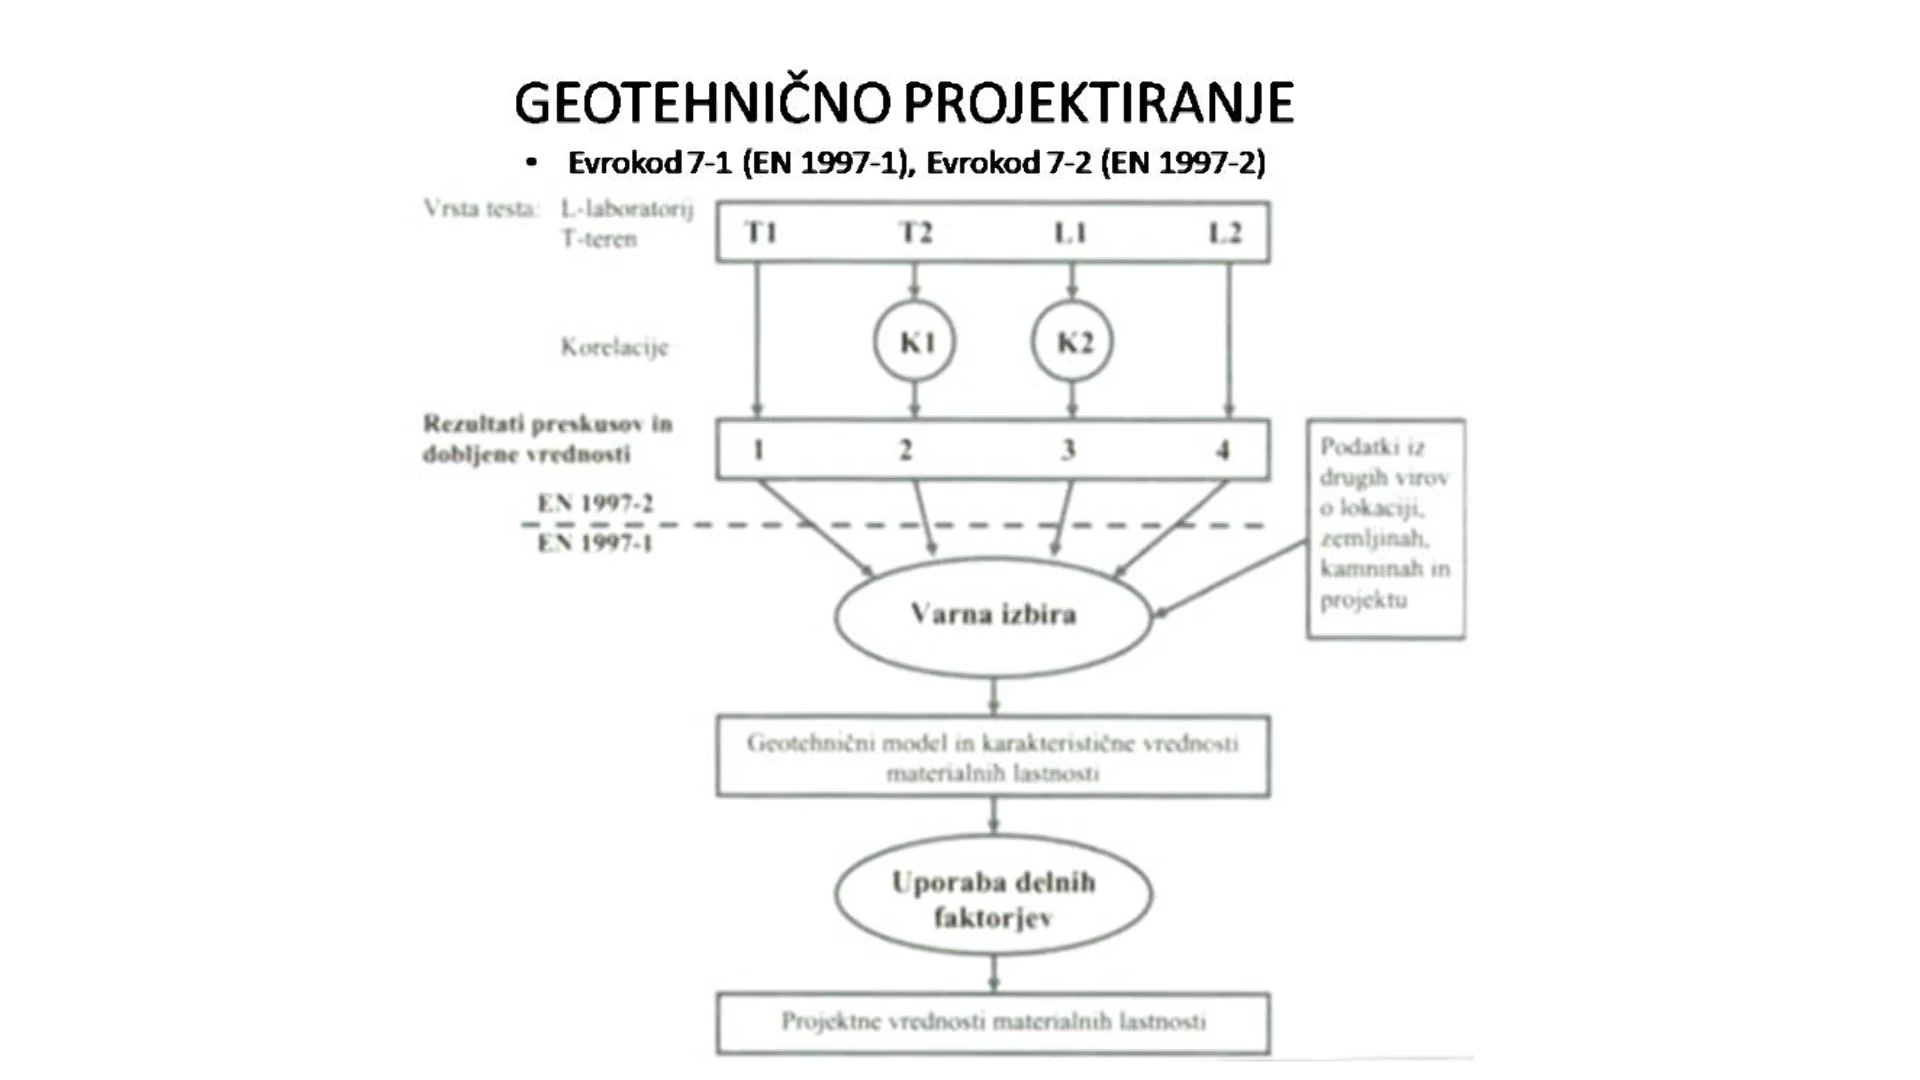 GEOTEHNIČNO PROJEKTIRANJE
• Evrokod 7-1 (EN 1997-1), Evrokod 7-2 (EN 1997-2)
Vrsta testa: L-laboratorij
T-teren
T1 T2 L1 L2
K1 K2
Korelacije
Rezultati preskusov in
dobljene vrednosti
1 2 3 4
Podatki iz
drugih virov
o lokaciji,
zemljinah,
kamninah in
projektu
EN 1997-2
EN 1997-1
Varna izbira
Geotehnični model in karakteristične vrednosti
materialnih lastnosti
Uporaba delnih
faktorjev
Projektne vrednosti materialnih lastnosti